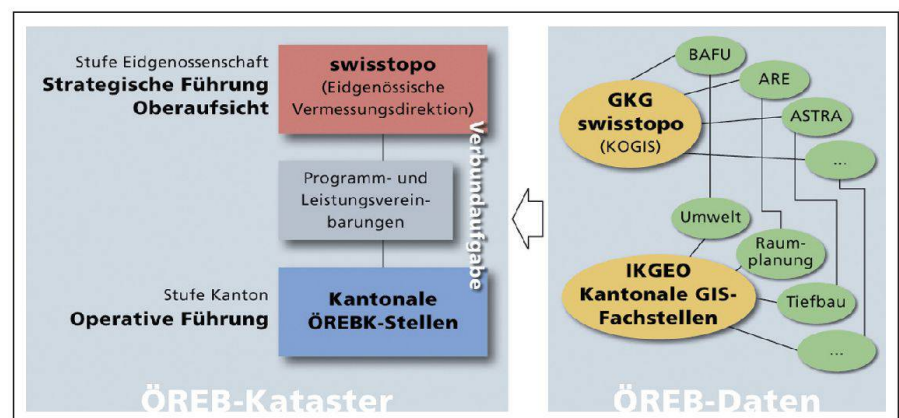 Stufe Eidgenossenschaft
Strategische Führung
Oberaufsicht
swisstopo
(Eidgenössische
Vermessungsdirektion)
Verbundaufgabe
Programm- und
Leistungsverein-
barungen
Stufe Kanton
Operative Führung
Kantonale
ÖREBK-Stellen
ÖREB-Kataster
BAFU
ARE
GKG
swisstopo
(KOGIS)
ASTRA
...
Umwelt
Raum-
planung
IKGEO
Kantonale GIS-
Fachstellen
Tiefbau
...
ÖREB-Daten